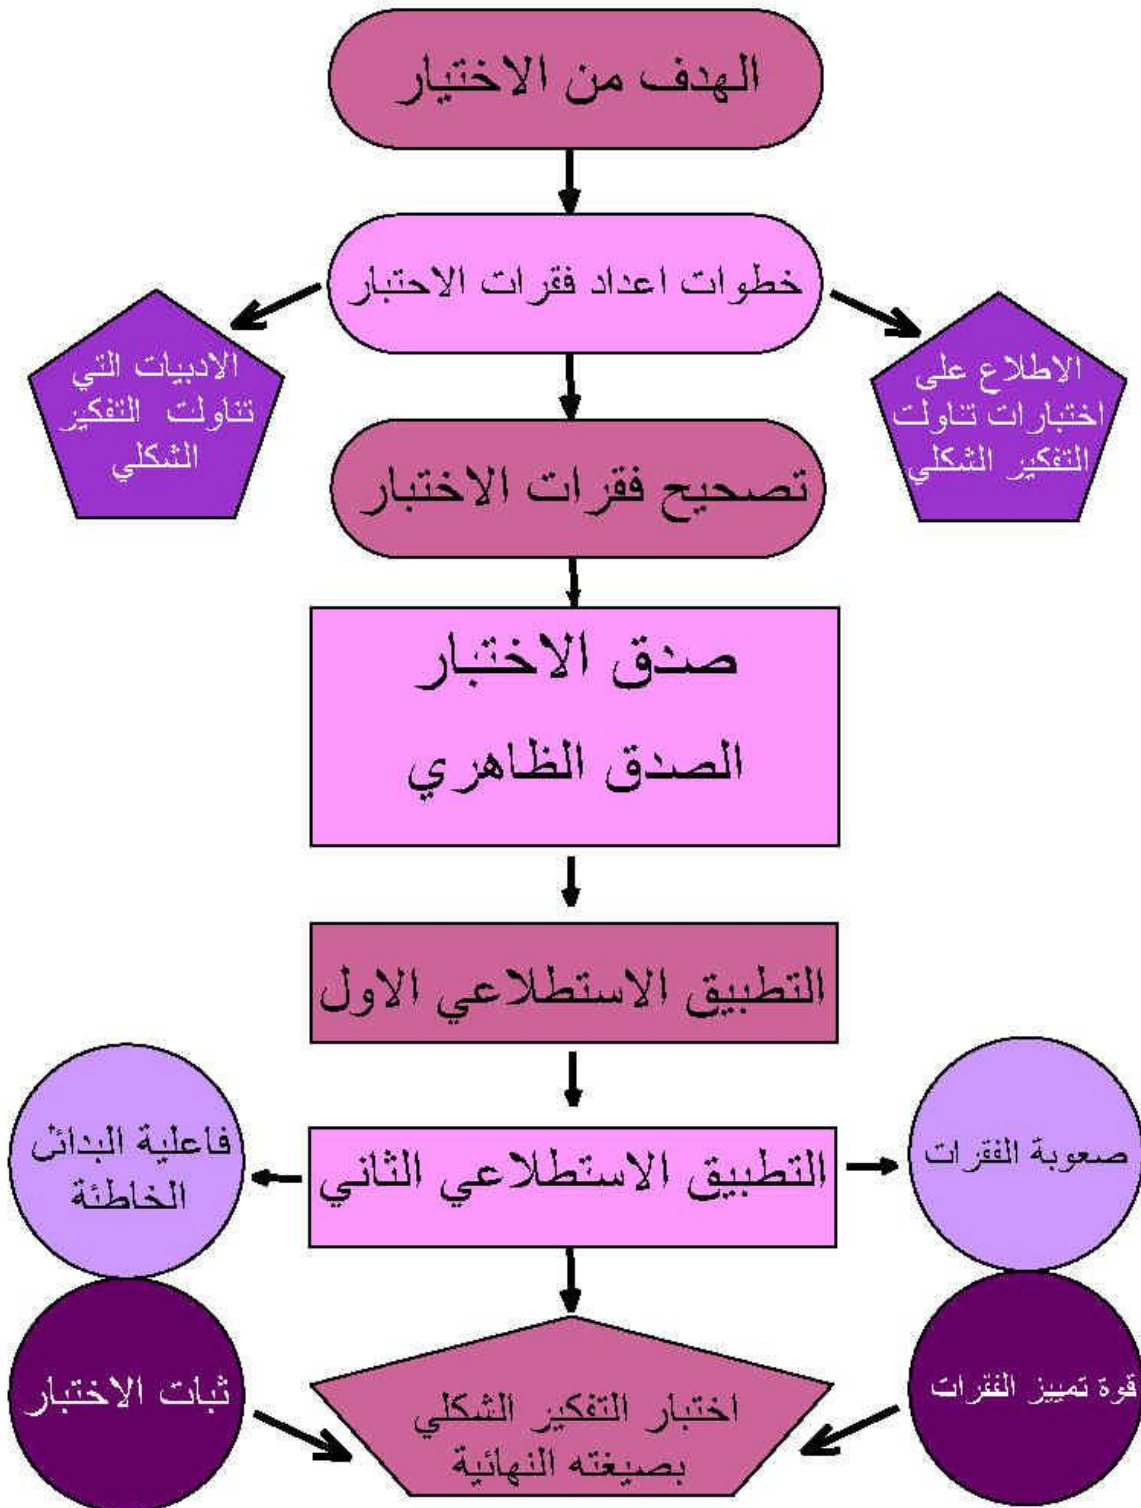 الهدف من الاختيار
خطوات اعداد فقرات الاحتبار
الاطلاع على
اختبارات تناولت
التفكير الشكلي
الادبيات التي
تناولت التفكير
الشكلي
تصحيح فقرات الاختبار
صدق الاختبار
الصدق الظاهري
التطبيق الاستطلاعي الاول
التطبيق الاستطلاعي الثاني
صعوبة الفقرات
فاعلية البدائل
الخاطئة
قوة تمييز الفقرات
ثبات الاختبار
اختبار التفكير الشكلي
بصيغته النهائية